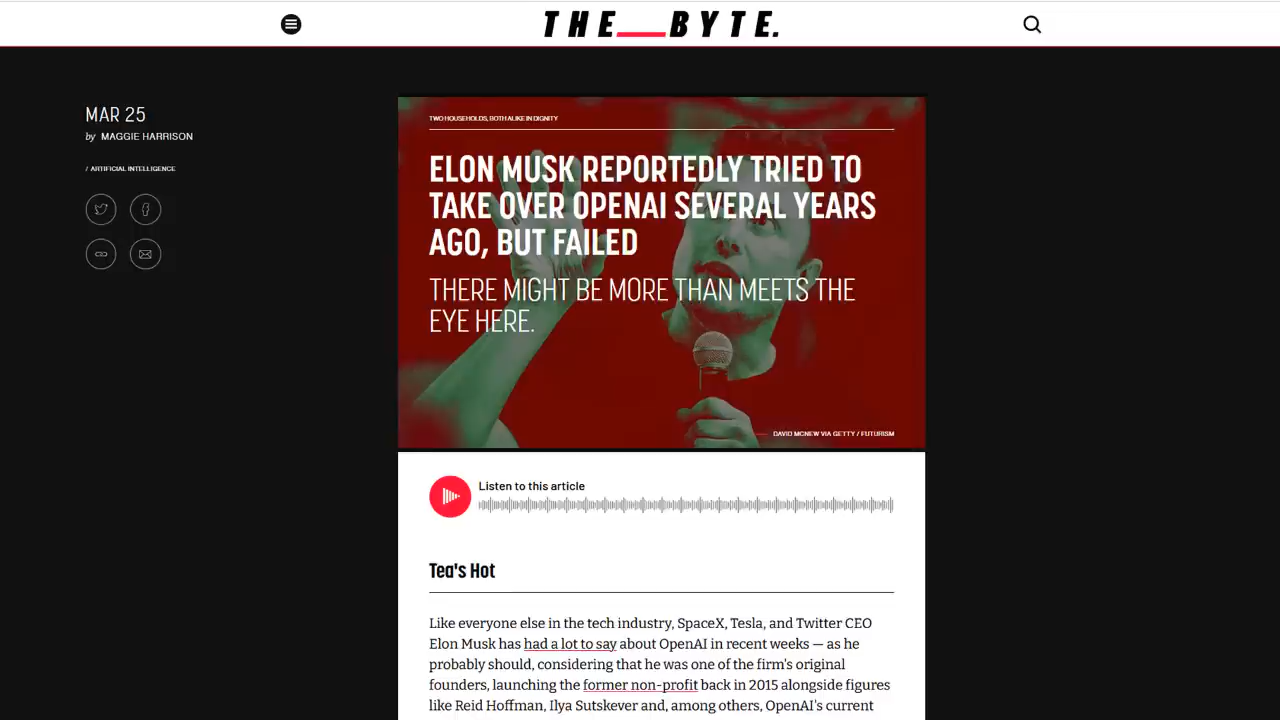 THE__BYTE.
MAR 25
by MAGGIE HARRISON
/ ARTIFICIAL INTELLIGENCE
TWO HOUSEHOLDS, BOTH ALIKE IN DIGNITY
ELON MUSK REPORTEDLY TRIED TO
TAKE OVER OPENAI SEVERAL YEARS
AGO, BUT FAILED
THERE MIGHT BE MORE THAN MEETS THE
EYE HERE.
DAVID MCNEW VIA GETTY / FUTURISM
Listen to this article
Tea's Hot
Like everyone else in the tech industry, SpaceX, Tesla, and Twitter CEO
Elon Musk has had a lot to say about OpenAI in recent weeks — as he
probably should, considering that he was one of the firm's original
founders, launching the former non-profit back in 2015 alongside figures
like Reid Hoffman, Ilya Sutskever and, among others, OpenAI's current